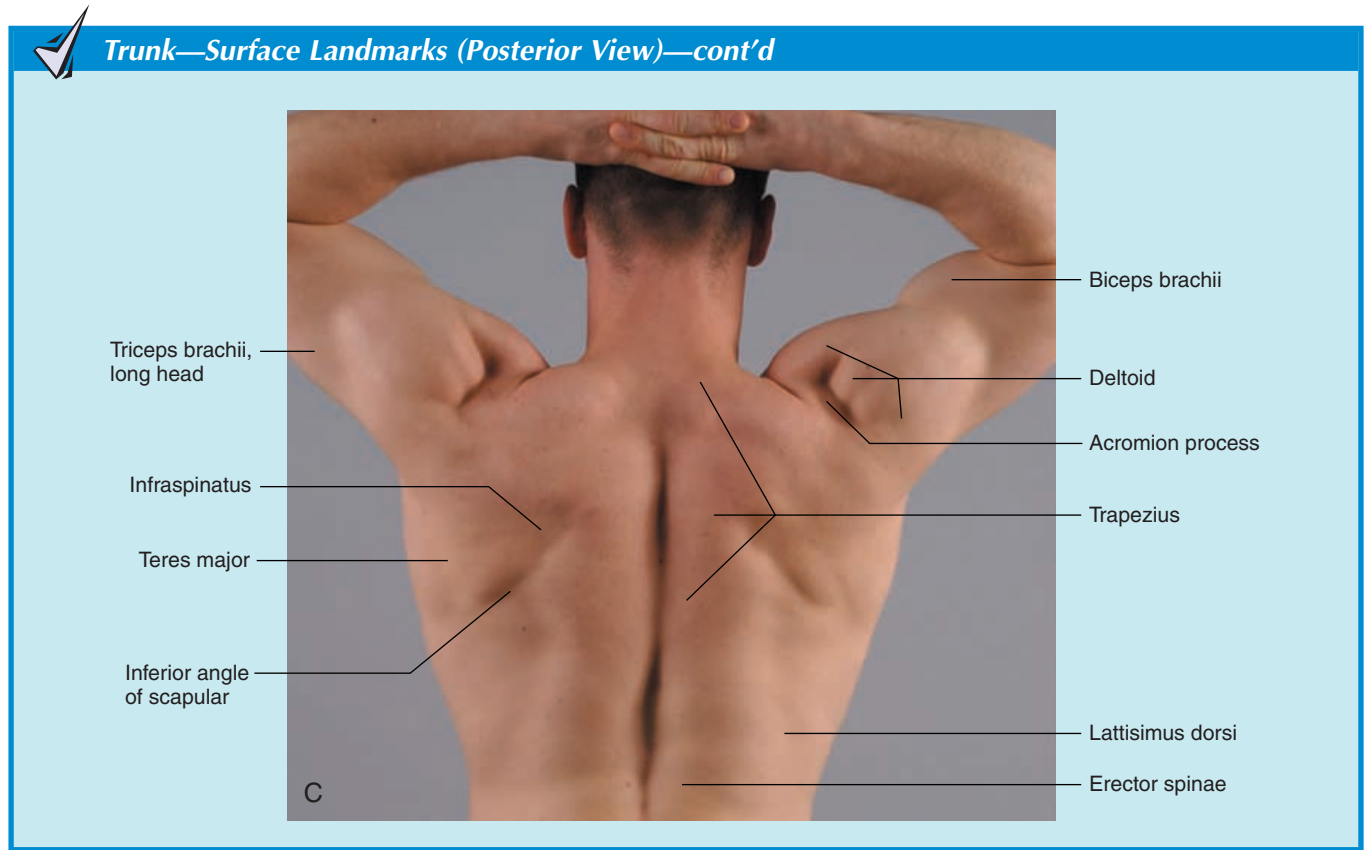 Trunk—Surface Landmarks (Posterior View)—cont'd
Triceps brachii,
long head
Infraspinatus
Teres major
Inferior angle
of scapular
Biceps brachii
Deltoid
Acromion process
Trapezius
Lattisimus dorsi
Erector spinae
C